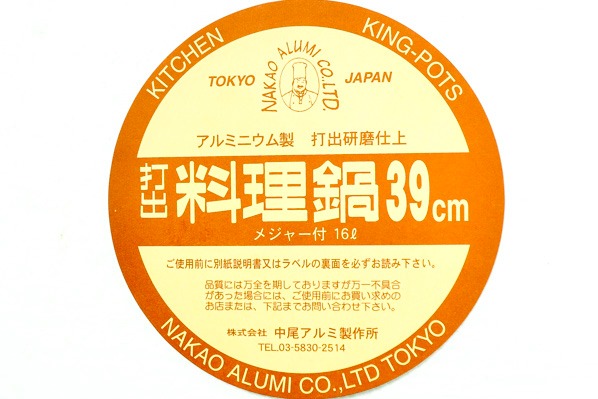 KITCHEN KING-POTS
NAKAO ALUMI CO.,LTD.
TOKYO JAPAN
アルミニウム製 打出研磨仕上
打出 料理鍋 39cm
メジャー付 16ℓ
ご使用前に別紙説明書又はラベルの裏面を必ずお読み下さい。
品質には万全を期しておりますが万一不具合
があった場合には、ご使用前にお買い求めの
お店または、下記までお問い合わせ下さい。
株式会社 中尾アルミ製作所
TEL.03-5830-2514
NAKAO ALUMI CO.,LTD TOKYO